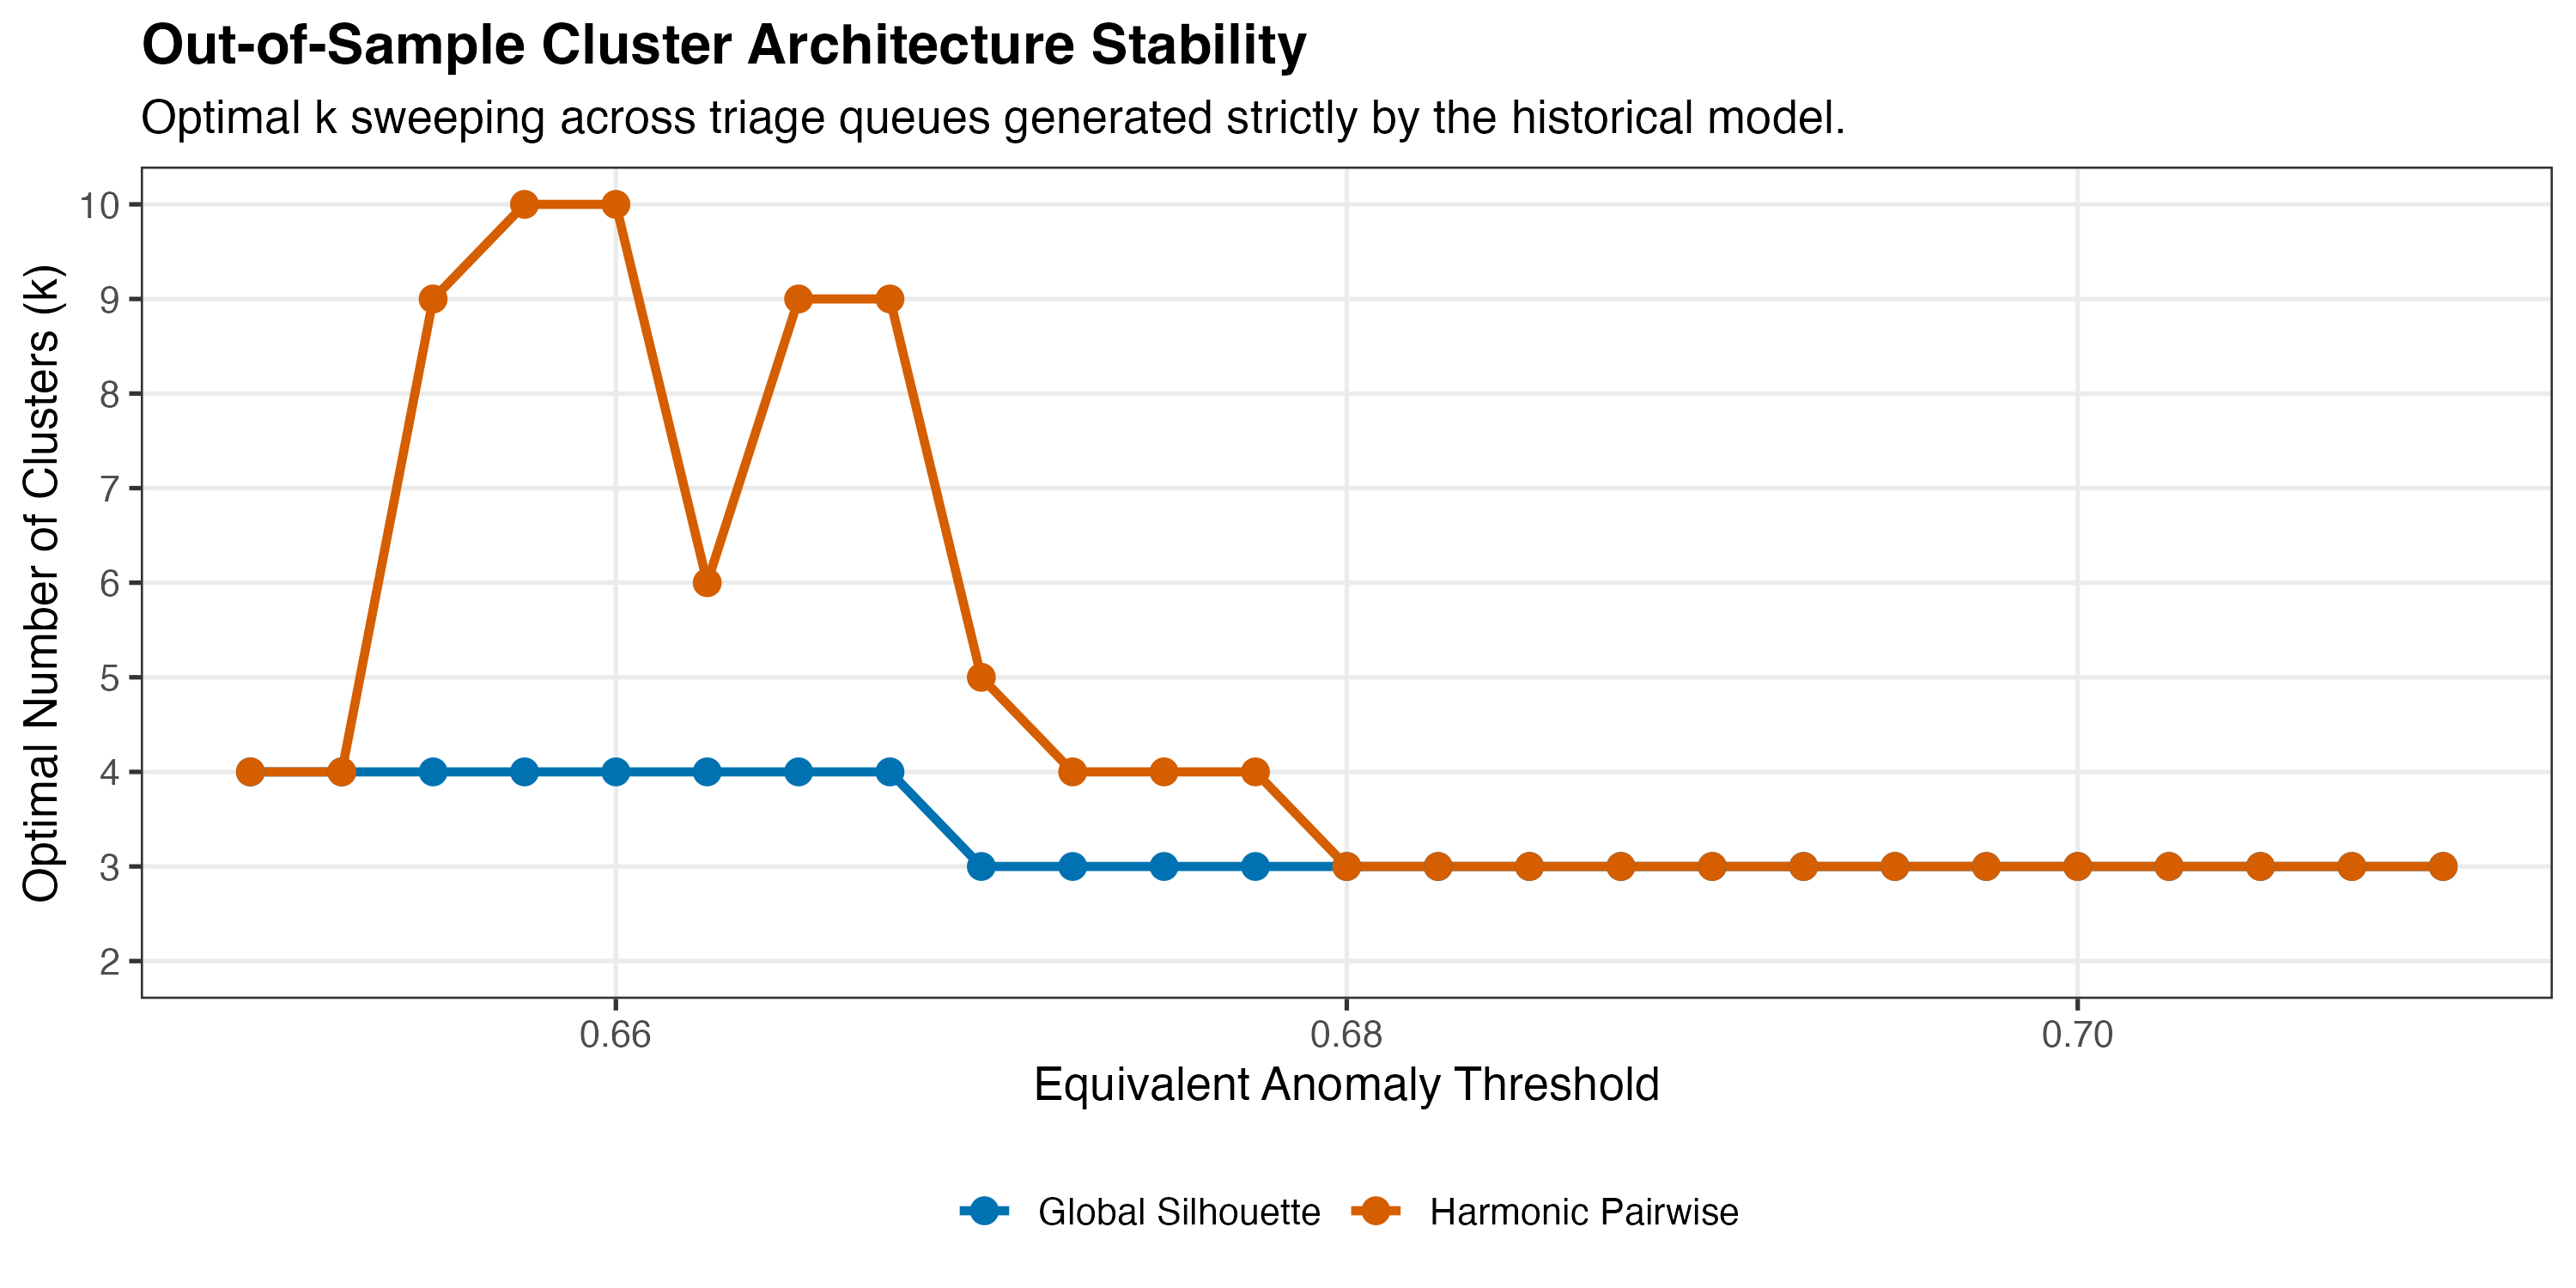 Out-of-Sample Cluster Architecture Stability
Optimal k sweeping across triage queues generated strictly by the historical model.
Optimal Number of Clusters (k)
10
9
8
7
6
5
4
3
2
0.66
0.68
0.70
Equivalent Anomaly Threshold
Global Silhouette
Harmonic Pairwise